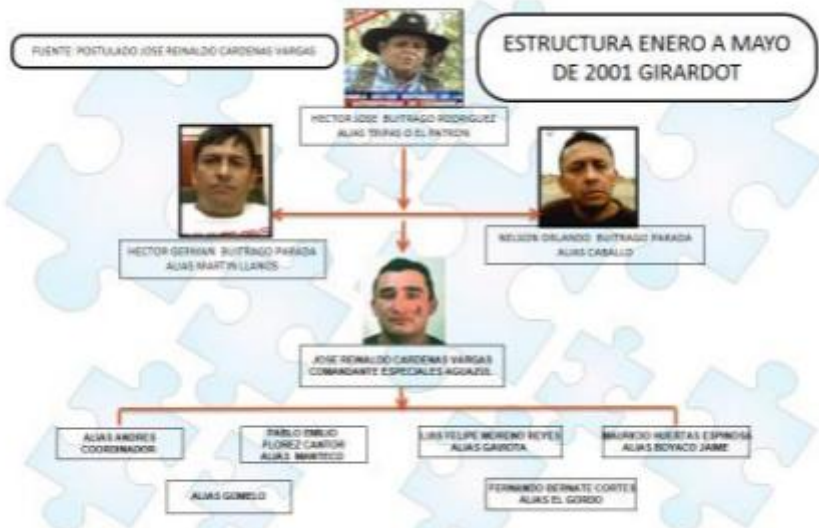 FUENTE: POSTULADO JOSE REINALDO CARDENAS VARGAS
ESTRUCTURA ENERO A MAYO
DE 2001 GIRARDOT
HECTOR JOSE BUITRAGO RODRIGUEZ
ALIAS TRIPAS O EL PATRON
HECTOR GERMAN BUITRAGO PARADA
ALIAS MARTIN LLANOS
NELSON ORLANDO BUITRAGO PARADA
ALIAS CABALLO
JOSE REINALDO CARDENAS VARGAS
COMANDANTE ESPECIALES AGUAZUL
ALIAS ANDRES
COORDINADOR
PABLO EMILIO
FLOREZ CANTOR
ALIAS MANTECO
LUIS FELIPE MORENO REYES
ALIAS GAVIOTA
MAURICIO HUERTAS ESPINOSA
ALIAS BOYACO JAIME
ALIAS GOMELO
FERNANDO BERNATE CORTES
ALIAS EL GORDO